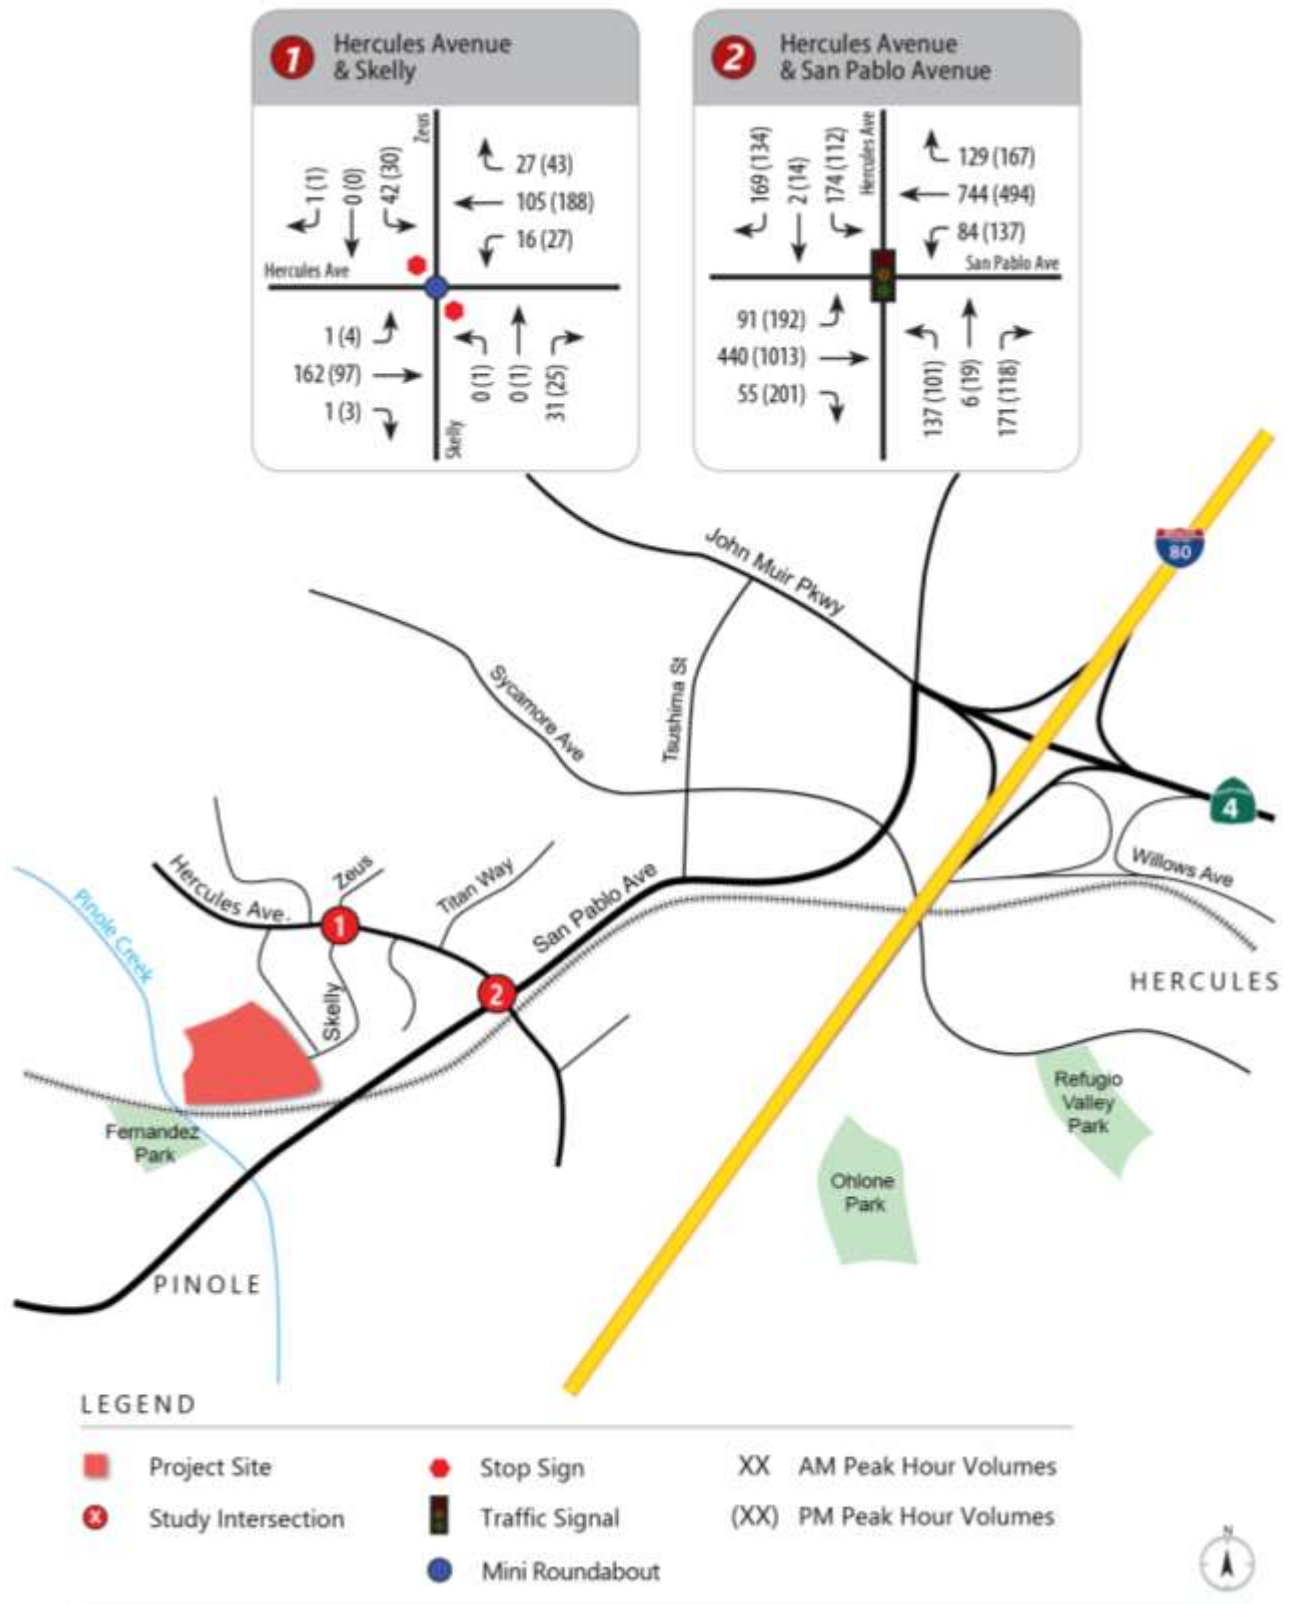 1
Hercules Avenue
& Skelly
Zeus
1 (1)
0 (0)
42 (30)
27 (43)
105 (188)
16 (27)
Hercules Ave
1 (4)
162 (97)
1 (3)
0 (1)
0 (1)
31 (25)
Skelly
2
Hercules Avenue
& San Pablo Avenue
169 (134)
2 (14)
174 (112)
Hercules Ave
129 (167)
744 (494)
84 (137)
San Pablo Ave
91 (192)
440 (1013)
55 (201)
137 (101)
6 (19)
171 (118)
John Muir Pkwy
80
Sycamore Ave
Tsushima St
4
Willows Ave
Hercules Ave.
Zeus
Titan Way
San Pablo Ave
1
Pinole Creek
Skelly
2
HERCULES
Refugio
Valley
Park
Fernandez
Park
Ohlone
Park
PINOLE
LEGEND
Project Site
Stop Sign
XX AM Peak Hour Volumes
X Study Intersection
Traffic Signal
(XX) PM Peak Hour Volumes
Mini Roundabout
N